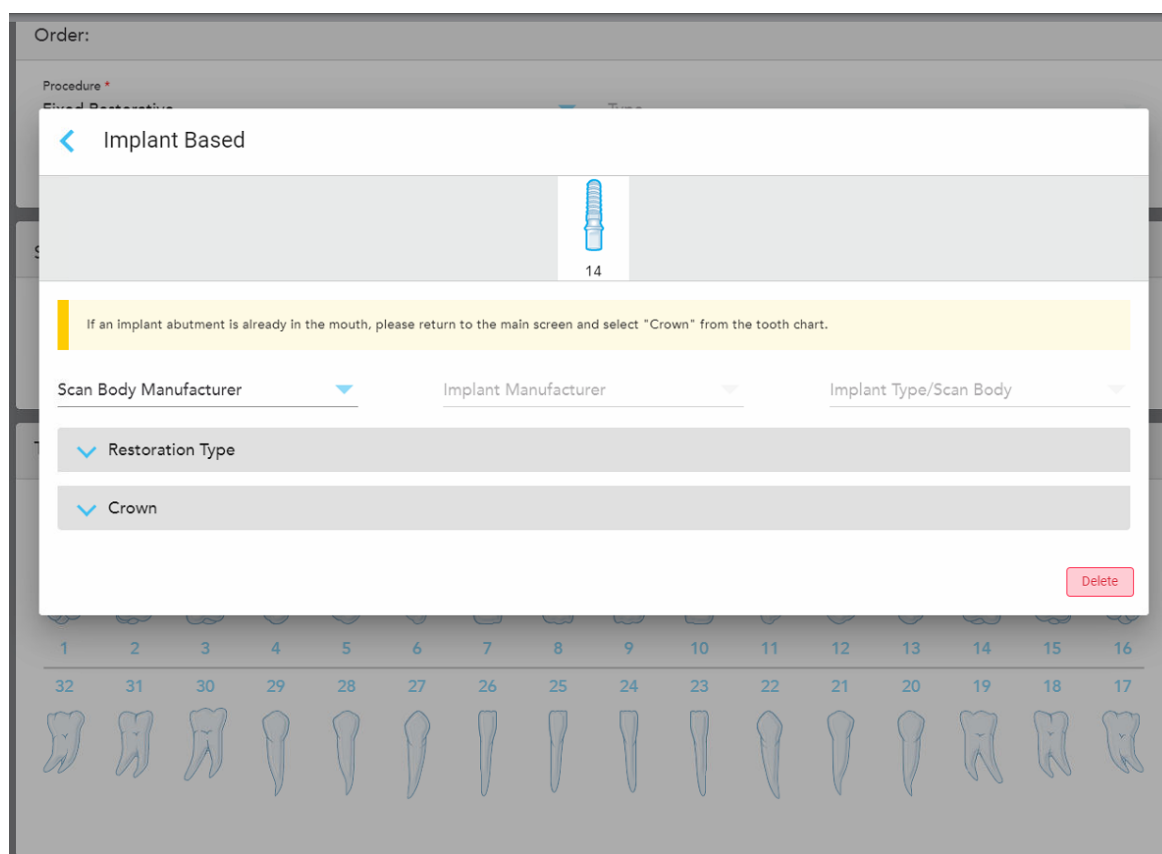 Order:
Procedure *
Fixed Restorative
Type
Implant Based
14
If an implant abutment is already in the mouth, please return to the main screen and select "Crown" from the tooth chart.
Scan Body Manufacturer
Implant Manufacturer
Implant Type/Scan Body
Restoration Type
Crown
Delete
1 2 3 4 5 6 7 8 9 10 11 12 13 14 15 16
32 31 30 29 28 27 26 25 24 23 22 21 20 19 18 17